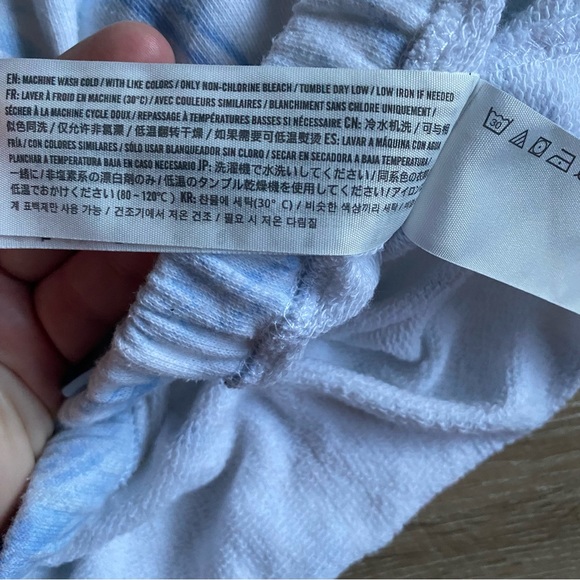 EN: MACHINE WASH COLD / WITH LIKE COLORS / ONLY NON-CHLORINE BLEACH / TUMBLE DRY LOW / LOW IRON IF NEEDED
FR: LAVER À FROID EN MACHINE (30°C) / AVEC COULEURS SIMILAIRES / BLANCHIMENT SANS CHLORE UNIQUEMENT /
SÉCHER À LA MACHINE CYCLE DOUX / REPASSAGE À TEMPÉRATURES BASSES SI NÉCESSAIRE CN: 冷水机洗 / 可与相
似色同洗 / 仅允许非氯漂 / 低温翻转干燥 / 如果需要可低温熨烫 ES: LAVAR A MÁQUINA CON AGUA
FRÍA / CON COLORES SIMILARES / SÓLO USAR BLANQUEADOR SIN CLORO / SECAR EN SECADORA A BAJA TEMPERATURA /
PLANCHAR A TEMPERATURA BAJA EN CASO NECESARIO JP: 洗濯機で水洗いしてください / 同系色の衣
一緒に / 非塩素系の漂白剤のみ / 低温のタンブル乾燥機を使用してください / アイロン
低温でおかけください (80 - 120°C) KR: 찬물에 세탁(30° C) / 비슷한 색상끼리 세탁 /
계 표백제만 사용 가능 / 건조기에서 저온 건조 / 필요 시 저온 다림질
30